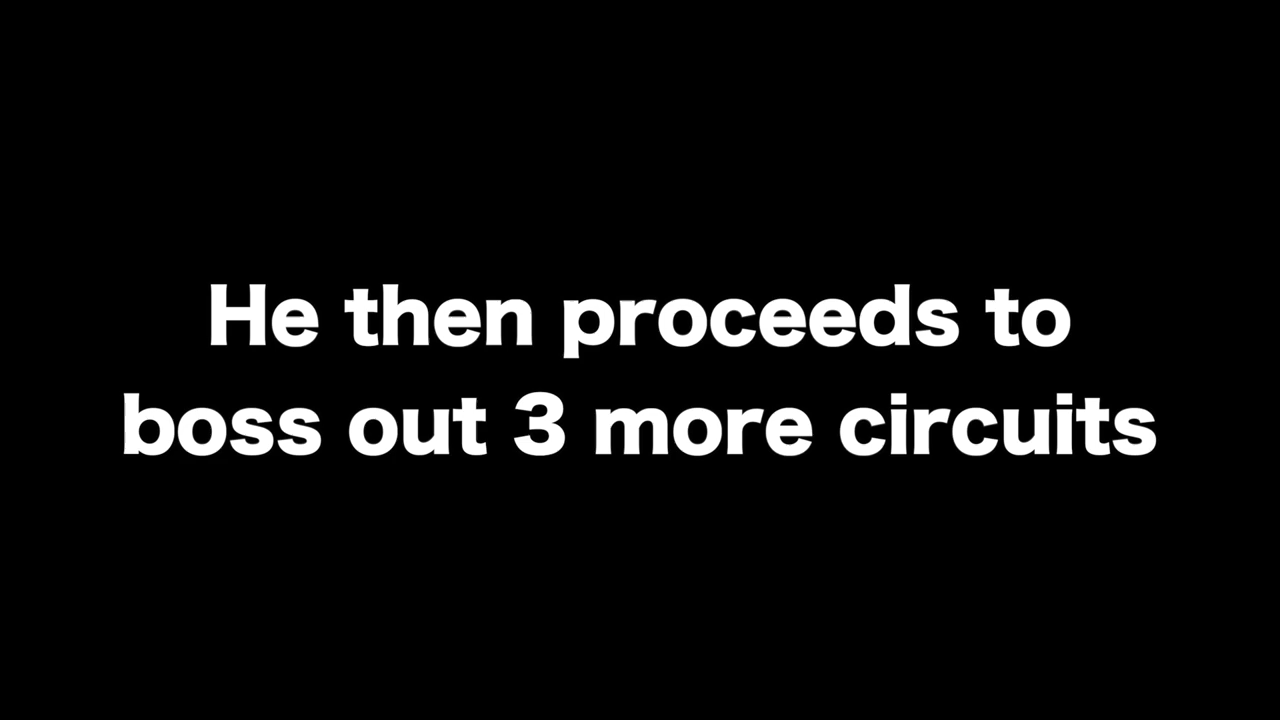 He then proceeds to
boss out 3 more circuits